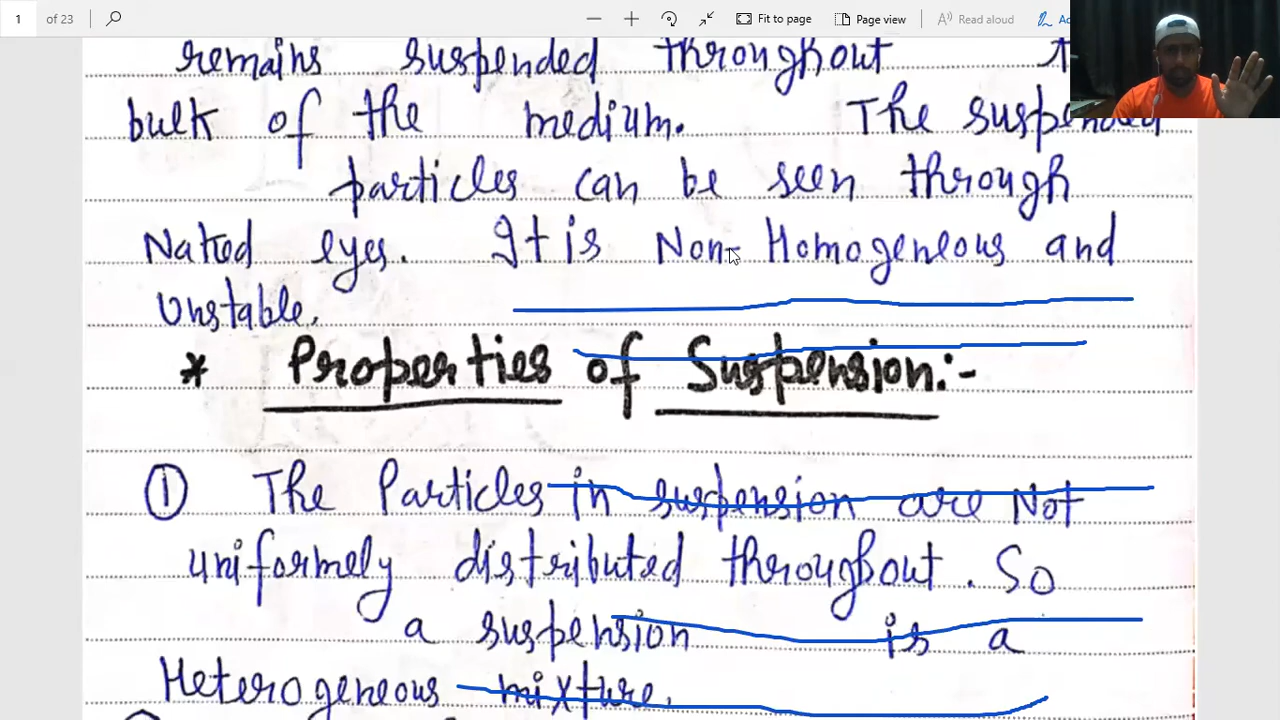 1 of 23 Fit to page Page view Read aloud
remains suspended throughout
bulk of the medium. The suspended
particles can be seen through
Naked eyes. It is Non-Homogeneous and
Unstable.
* Properties of Suspension:-
① The Particles in suspension are Not
uniformely distributed throughout. So
a suspension is a
Heterogeneous mixture.